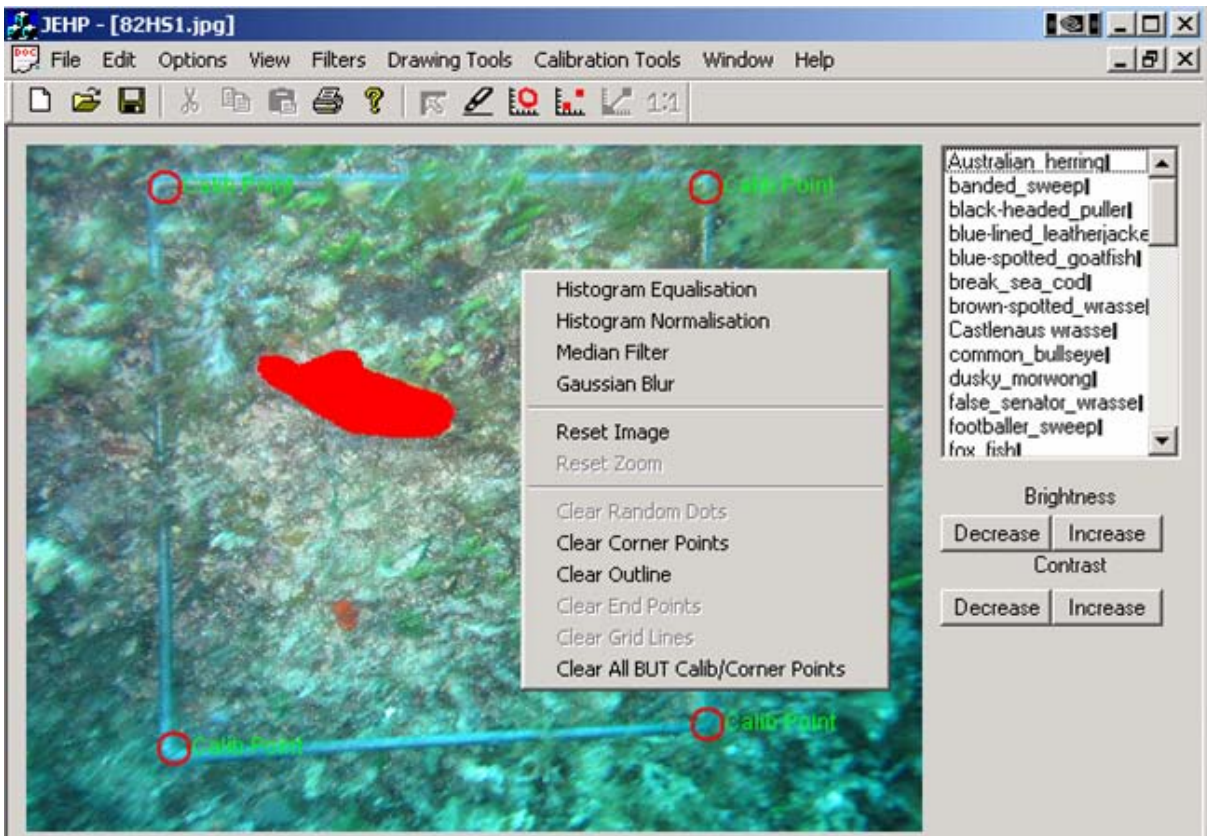 JEHP - [82HS1.jpg]
File Edit Options View Filters Drawing Tools Calibration Tools Window Help
1:1
Calib Point
Calib Point
Calib Point
Calib Point
Histogram Equalisation
Histogram Normalisation
Median Filter
Gaussian Blur
Reset Image
Reset Zoom
Clear Random Dots
Clear Corner Points
Clear Outline
Clear End Points
Clear Grid Lines
Clear All BUT Calib/Corner Points
Australian_herring|
banded_sweep|
black-headed_puller|
blue-lined_leatherjacke
blue-spotted_goatfish|
break_sea_cod|
brown-spotted_wrasse|
Castlenaus wrasse|
common_bullseye|
dusky_morwong|
false_senator_wrasse|
footballer_sweep|
fox_fish|
Brightness
Decrease Increase
Contrast
Decrease Increase